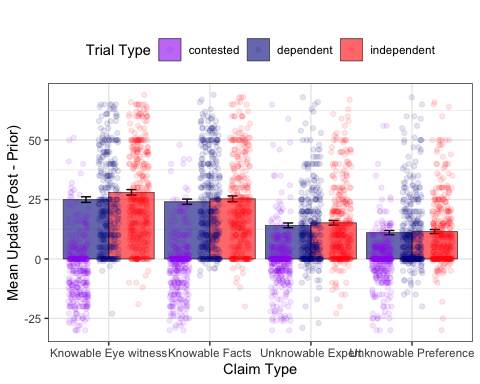 Trial Type contested dependent independent
Mean Update (Post - Prior)
50
25
0
-25
Knowable Eye witness Knowable Facts Unknowable Expert Unknowable Preference
Claim Type